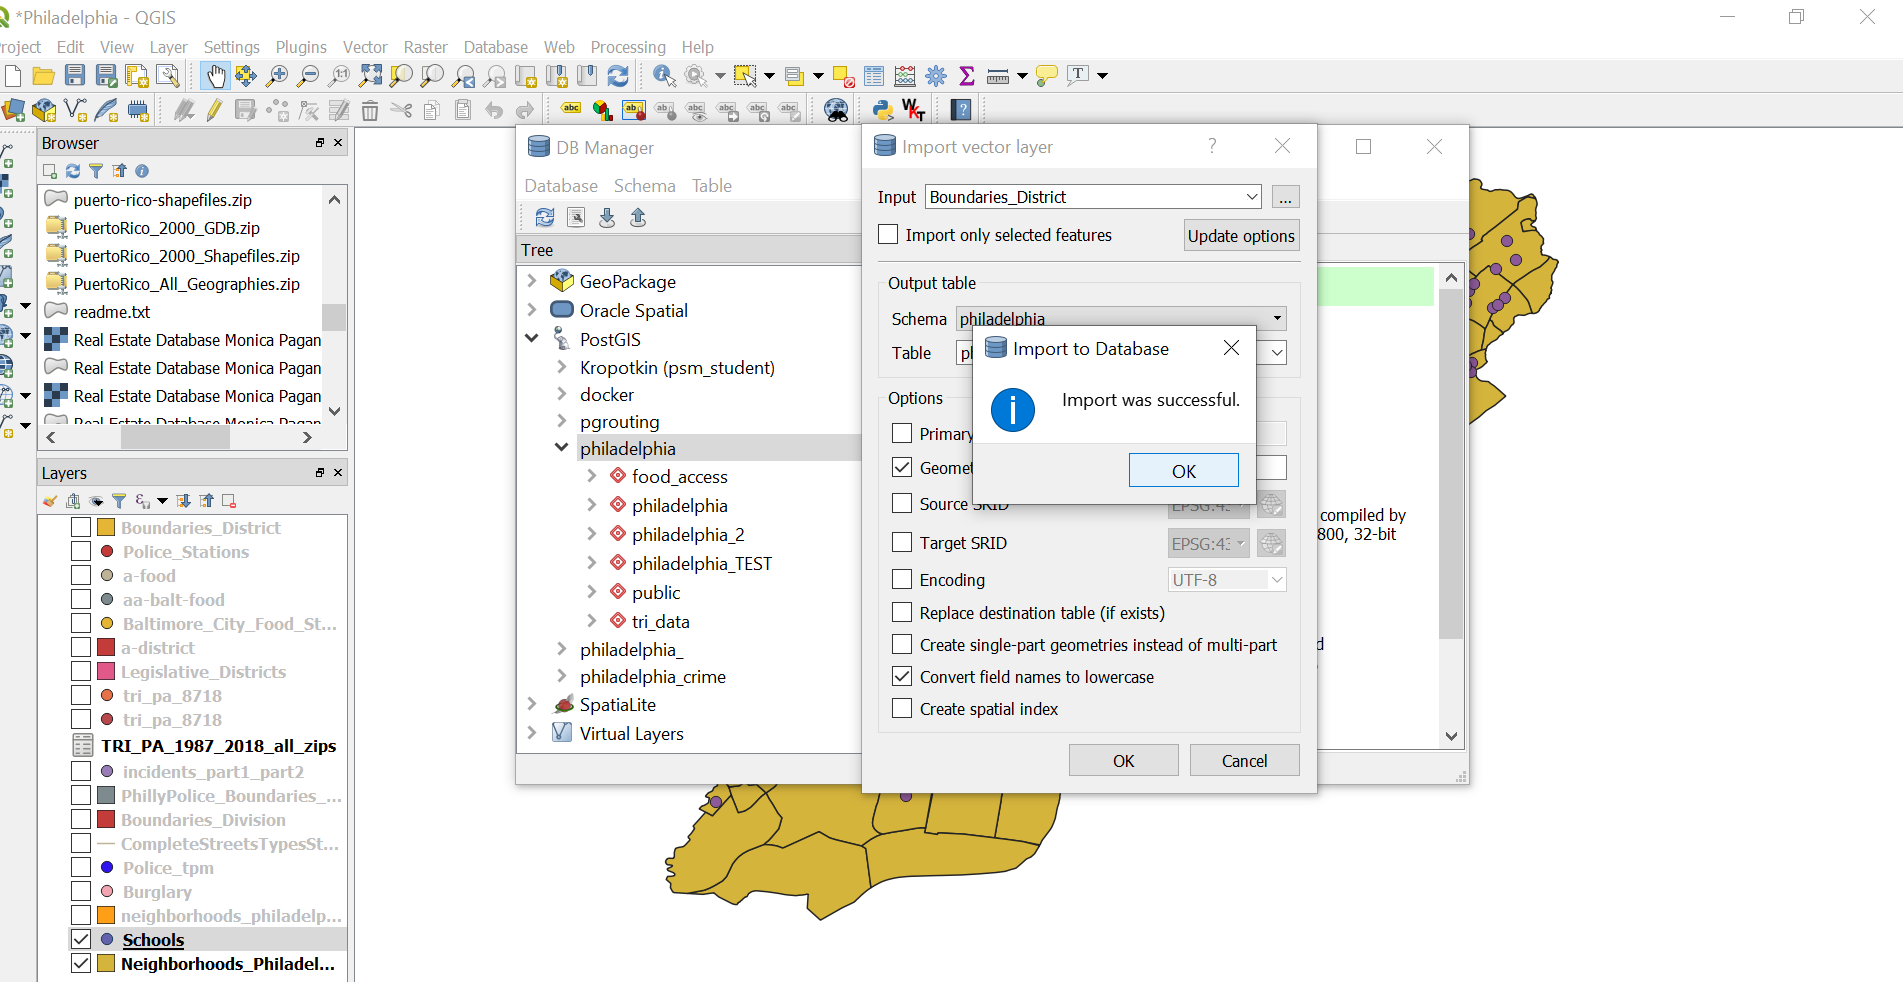 *Philadelphia - QGIS
roject Edit View Layer Settings Plugins Vector Raster Database Web Processing Help
Browser
puerto-rico-shapefiles.zip
PuertoRico_2000_GDB.zip
PuertoRico_2000_Shapefiles.zip
PuertoRico_All_Geographies.zip
readme.txt
Real Estate Database Monica Pagan
Real Estate Database Monica Pagan
Real Estate Database Monica Pagan
Real Estate Database Monica Pagan
Layers
Boundaries_District
Police_Stations
a-food
aa-balt-food
Baltimore_City_Food_St...
a-district
Legislative_Districts
tri_pa_8718
tri_pa_8718
TRI_PA_1987_2018_all_zips
incidents_part1_part2
PhillyPolice_Boundaries_...
Boundaries_Division
CompleteStreetsTypesSt...
Police_tpm
Burglary
neighborhoods_philadelp...
Schools
Neighborhoods_Philadel...
DB Manager
Database Schema Table
Tree
GeoPackage
Oracle Spatial
PostGIS
Kropotkin (psm_student)
docker
pgrouting
philadelphia
food_access
philadelphia
philadelphia_2
philadelphia_TEST
public
tri_data
philadelphia_
philadelphia_crime
SpatiaLite
Virtual Layers
Import vector layer ?
Input Boundaries_District ...
Import only selected features Update options
Output table
Schema philadelphia
Table
Options
Primary
Geomet
Source SRID
Target SRID EPSG:4
Encoding UTF-8
Replace destination table (if exists)
Create single-part geometries instead of multi-part
Convert field names to lowercase
Create spatial index
OK Cancel
Import to Database
Import was successful.
OK
compiled by
800, 32-bit
d